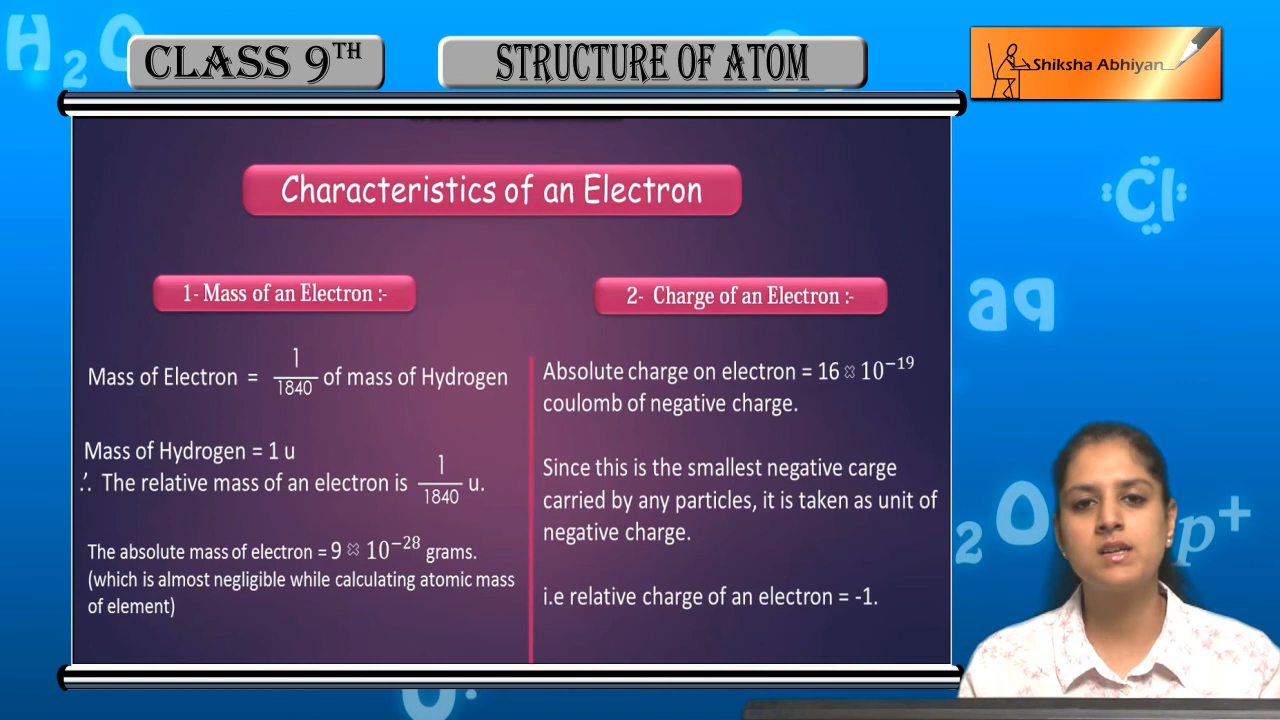 H₂O
CLASS 9TH
STRUCTURE OF ATOM
Shiksha Abhiyan
Characteristics of an Electron
1- Mass of an Electron :-
Mass of Electron = 1/1840 of mass of Hydrogen
Mass of Hydrogen = 1 u
∴ The relative mass of an electron is 1/1840 u.
The absolute mass of electron = 9 × 10⁻²⁸ grams.
(which is almost negligible while calculating atomic mass
of element)
2- Charge of an Electron :-
Absolute charge on electron = 16 × 10⁻¹⁹
coulomb of negative charge.
Since this is the smallest negative carge
carried by any particles, it is taken as unit of
negative charge.
i.e relative charge of an electron = -1.
Cl
aq
₂O
p⁺